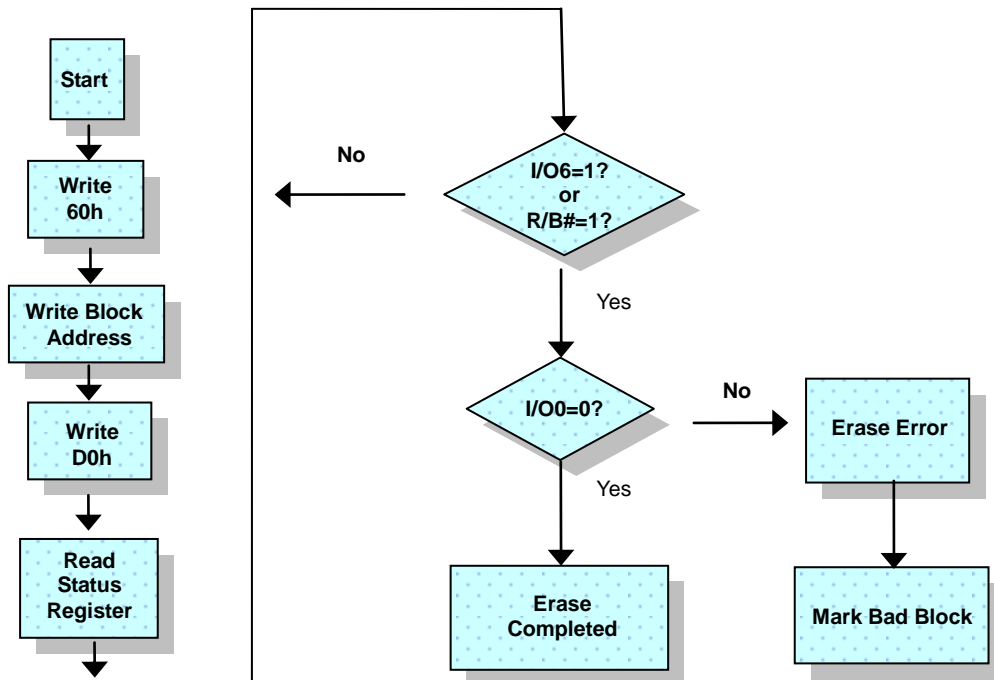 Start
Write
60h
Write Block
Address
Write
D0h
Read
Status
Register
No
I/O6=1?
or
R/B#=1?
Yes
I/O0=0?
No
Erase Error
Yes
Erase
Completed
Mark Bad Block